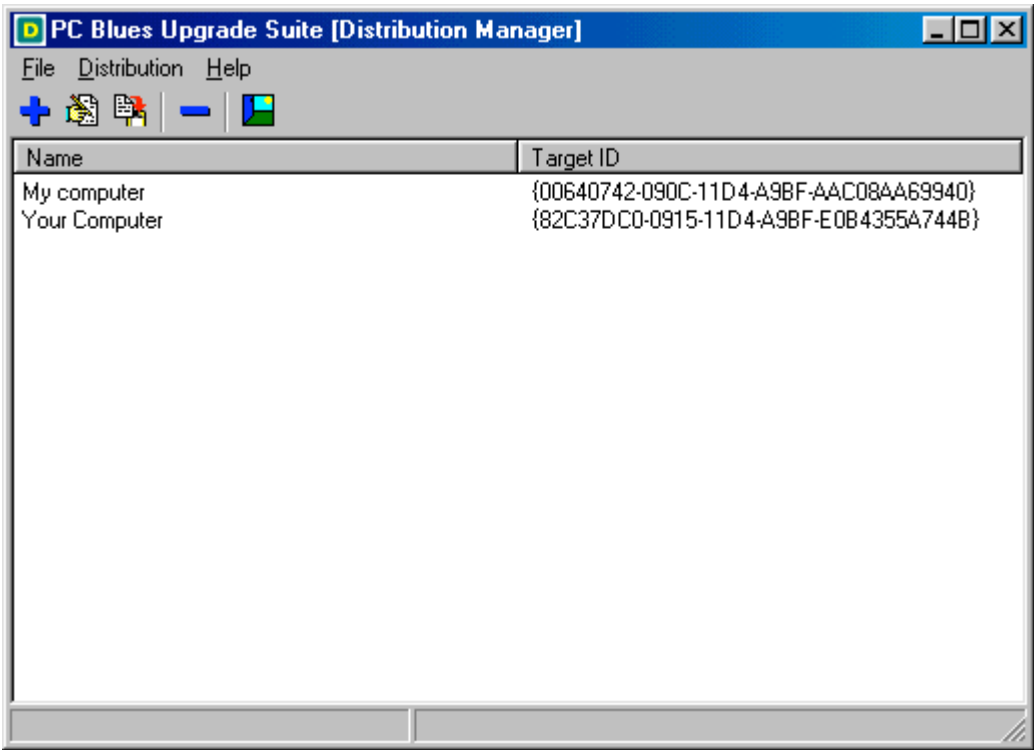 D PC Blues Upgrade Suite [Distribution Manager]
File Distribution Help
Name Target ID
My computer {00640742-090C-11D4-A9BF-AAC08AA69940}
Your Computer {82C37DC0-0915-11D4-A9BF-E0B4355A744B}